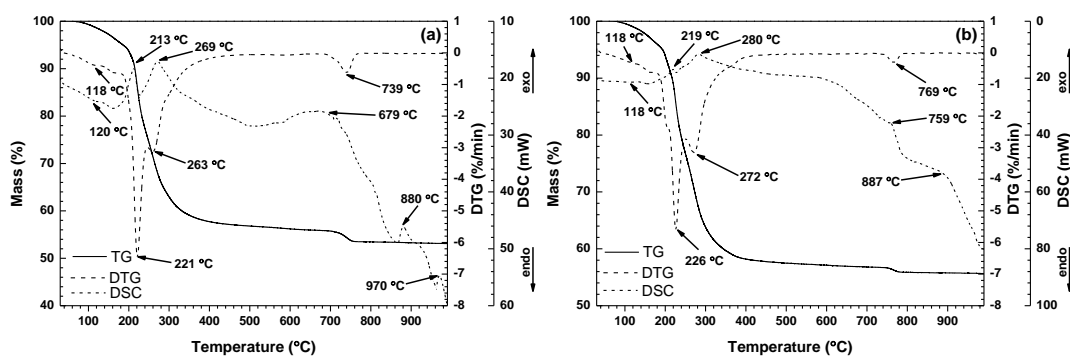 (a)
Mass (%)
100
90
80
70
60
50
40
213 ºC
269 ºC
118 ºC
120 ºC
739 ºC
679 ºC
263 ºC
880 ºC
221 ºC
970 ºC
TG
DTG
DSC
100 200 300 400 500 600 700 800 900
Temperature (ºC)
1
0
-1
-2
-3
-4
-5
-6
-7
-8
DTG (%/min)
10
20
30
40
50
60
DSC (mW)
exo
endo
(b)
Mass (%)
100
95
90
85
80
75
70
65
60
55
50
118 ºC
219 ºC
280 ºC
118 ºC
769 ºC
759 ºC
272 ºC
887 ºC
226 ºC
TG
DTG
DSC
100 200 300 400 500 600 700 800 900
Temperature (ºC)
1
0
-1
-2
-3
-4
-5
-6
-7
-8
DTG (%/min)
0
20
40
60
80
100
DSC (mW)
exo
endo